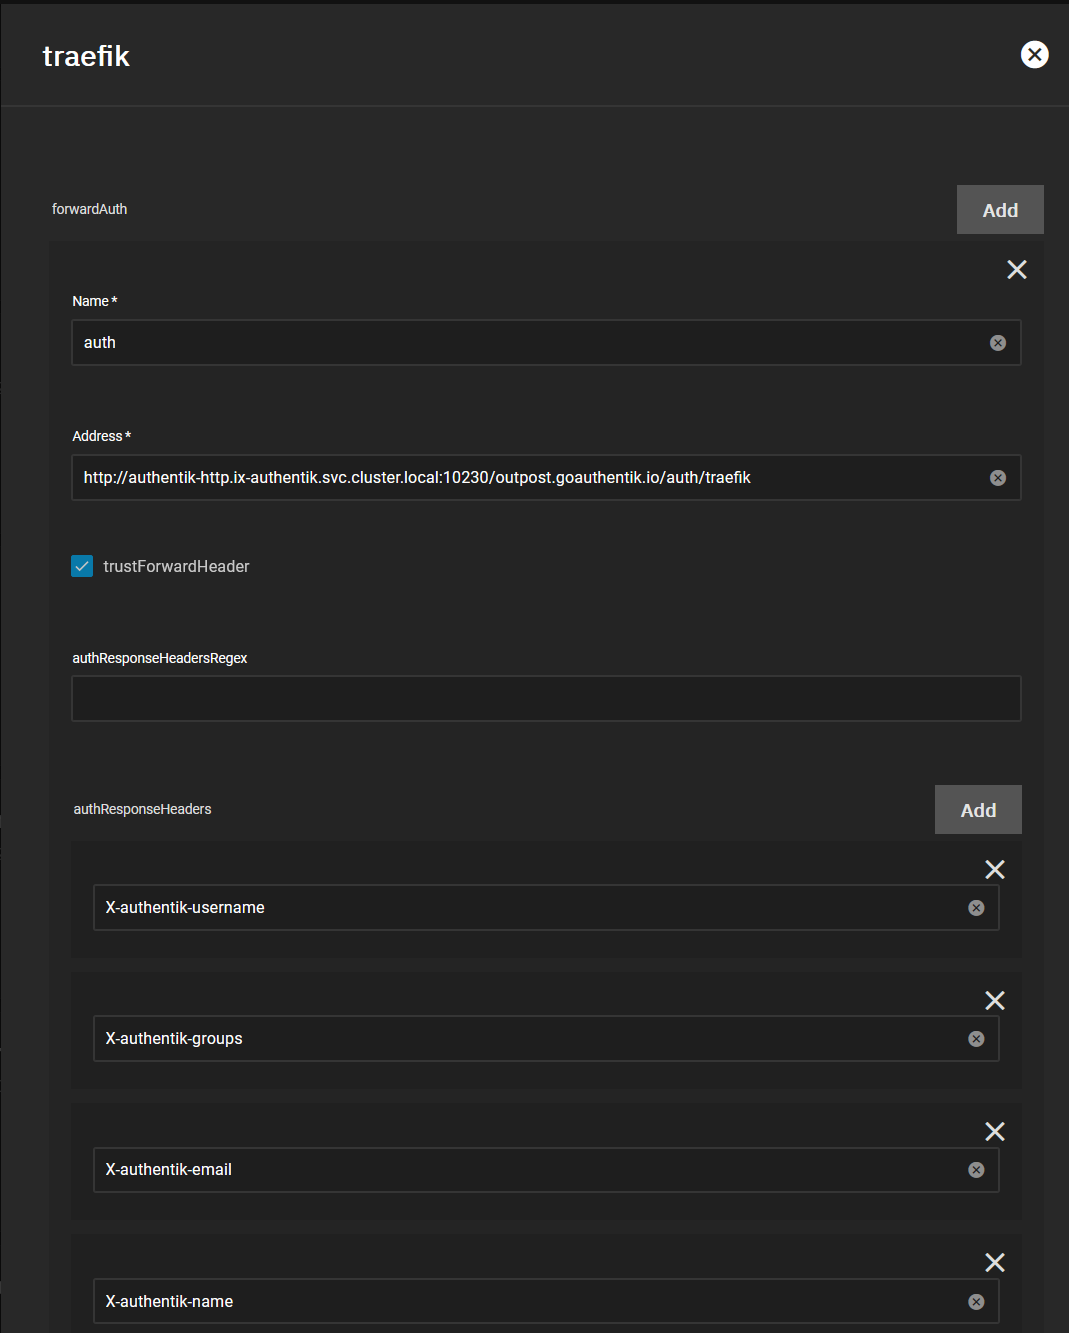 traefik
forwardAuth
Add
Name *
auth
Address *
http://authentik-http.ix-authentik.svc.cluster.local:10230/outpost.goauthentik.io/auth/traefik
trustForwardHeader
authResponseHeadersRegex
authResponseHeaders
Add
X-authentik-username
X-authentik-groups
X-authentik-email
X-authentik-name